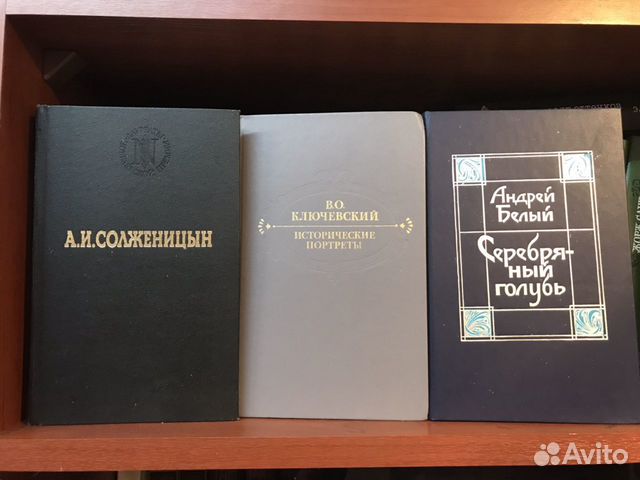 А.И.СОЛЖЕНИЦЫН
В.О.
КЛЮЧЕВСКИЙ
ИСТОРИЧЕСКИЕ
ПОРТРЕТЫ
Андрей
Белый
Серебря-
ный
голубь
Avito